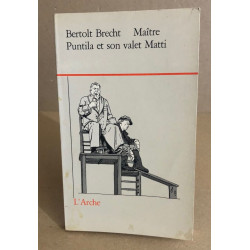 Bertolt Brecht Maître
Puntila et son valet Matti
L'Arche